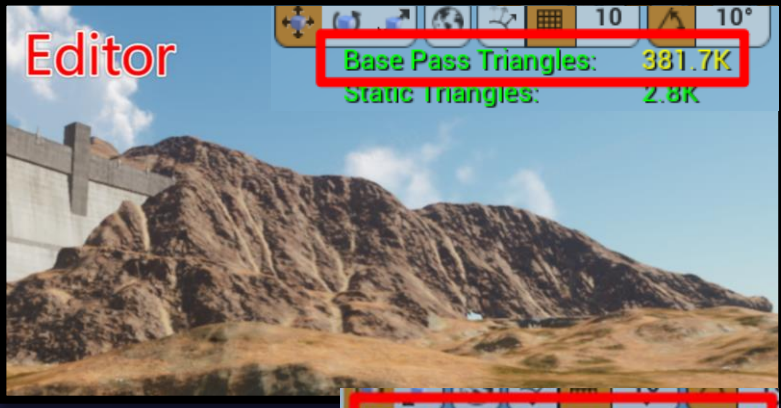 Editor
10
10°
Base Pass Triangles: 381.7K
Static Triangles: 2.8K